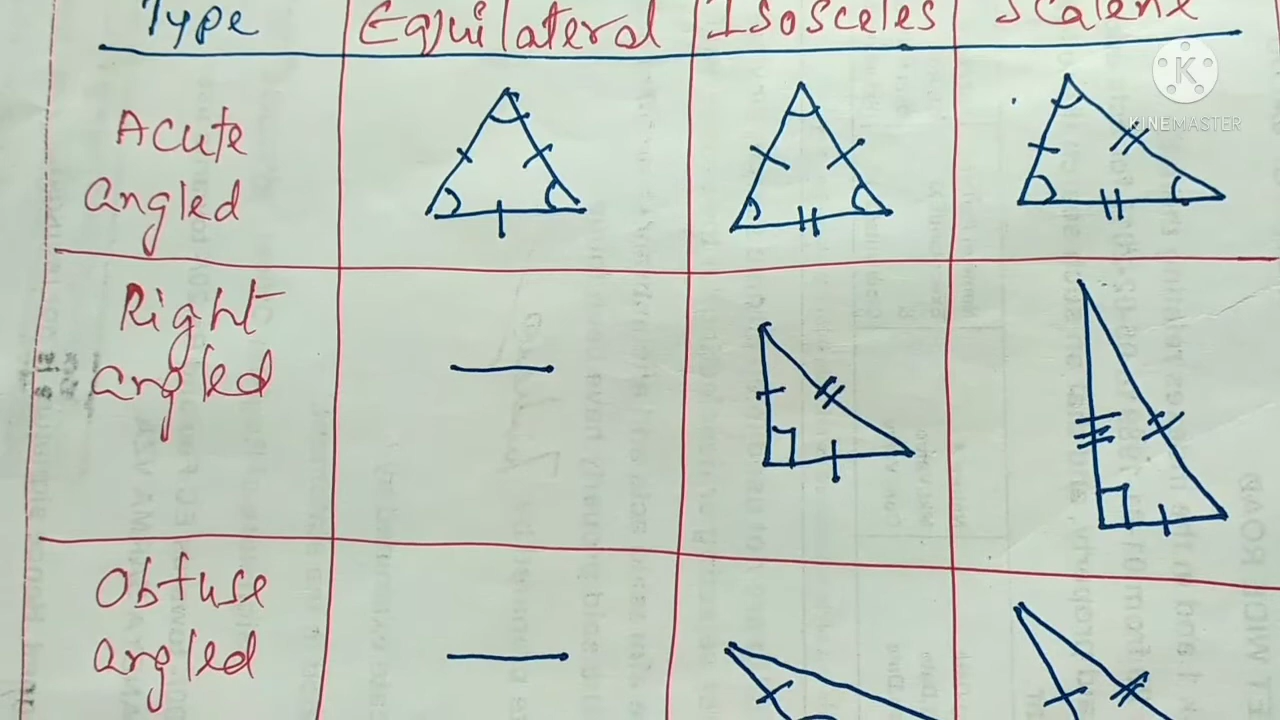 Type Equilateral Isosceles Scalene
Acute
angled
Right
angled
Obtuse
angled
K
KINEMASTER